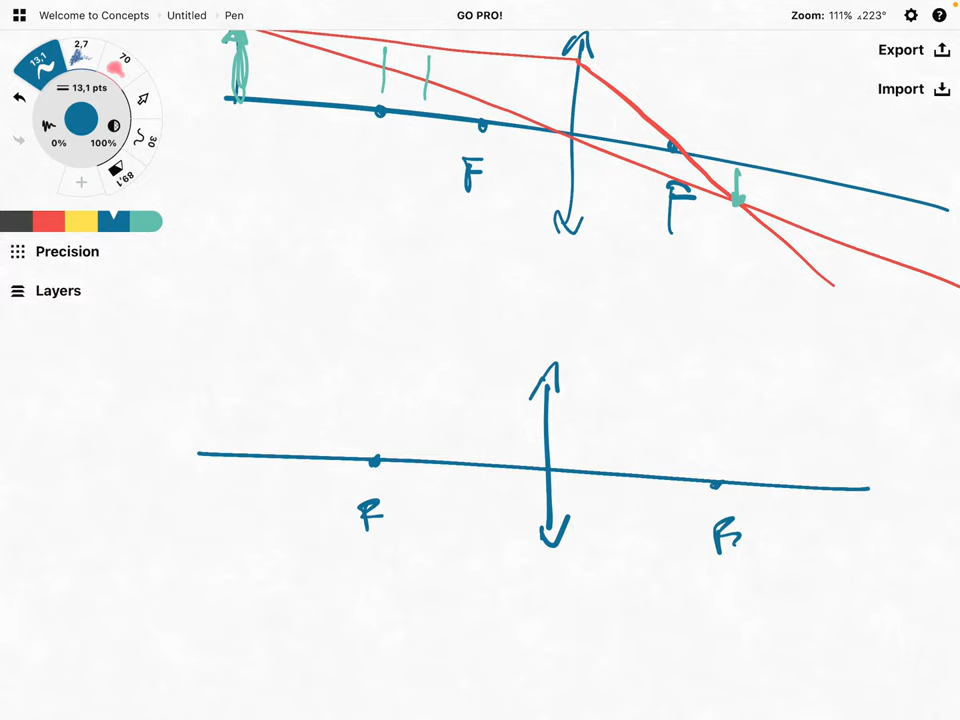 Welcome to Concepts Untitled Pen GO PRO! Zoom: 111% ⊿223°
Export
Import
13,1
2,7
70
30
89,1
13,1 pts
0% 100%
Precision
Layers
F
F
F
F